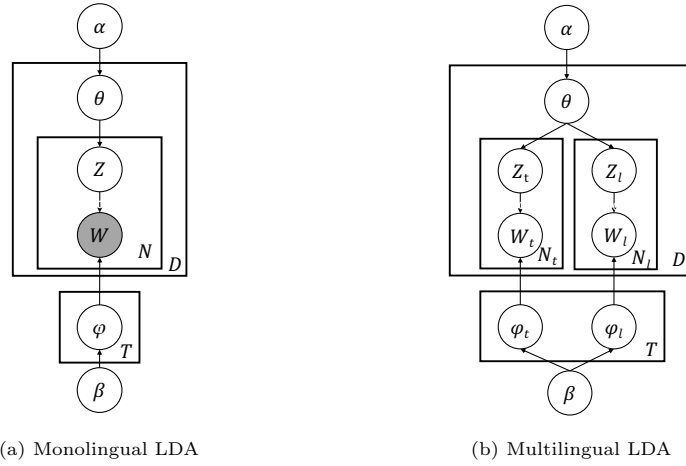 α
θ
Z
W
N
D
φ
T
β
(a) Monolingual LDA
α
θ
Z_t Z_l
W_t W_l
N_t N_l
D
φ_t φ_l
T
β
(b) Multilingual LDA